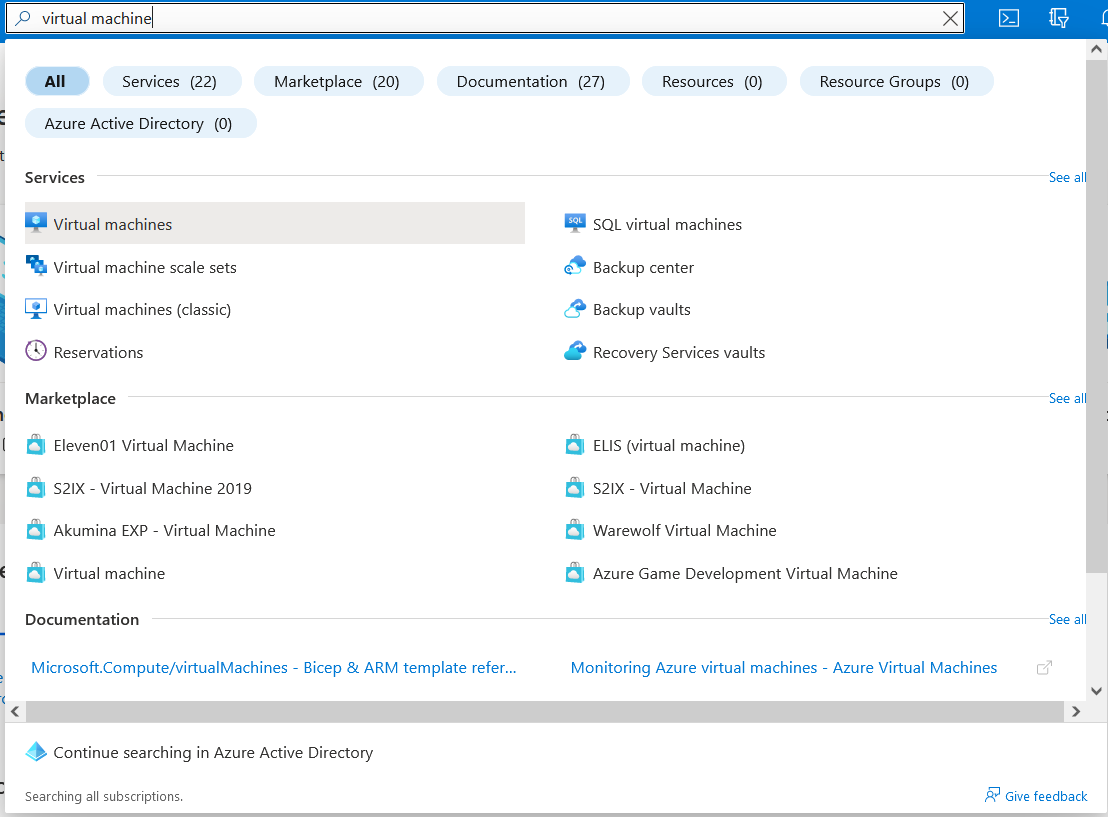 virtual machine
All Services (22) Marketplace (20) Documentation (27) Resources (0) Resource Groups (0)
Azure Active Directory (0)
Services See all
Virtual machines SQL virtual machines
Virtual machine scale sets Backup center
Virtual machines (classic) Backup vaults
Reservations Recovery Services vaults
Marketplace See all
Eleven01 Virtual Machine ELIS (virtual machine)
S2IX - Virtual Machine 2019 S2IX - Virtual Machine
Akumina EXP - Virtual Machine Warewolf Virtual Machine
Virtual machine Azure Game Development Virtual Machine
Documentation See all
Microsoft.Compute/virtualMachines - Bicep & ARM template refer... Monitoring Azure virtual machines - Azure Virtual Machines
Continue searching in Azure Active Directory
Searching all subscriptions. Give feedback